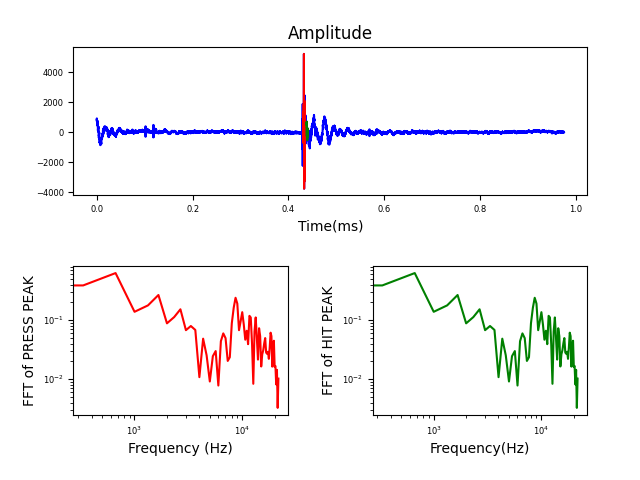 Amplitude
4000
2000
0
−2000
−4000
0.0 0.2 0.4 0.6 0.8 1.0
Time(ms)
FFT of PRESS PEAK
10⁻¹
10⁻²
10³ 10⁴
Frequency (Hz)
FFT of HIT PEAK
10⁻¹
10⁻²
10³ 10⁴
Frequency(Hz)